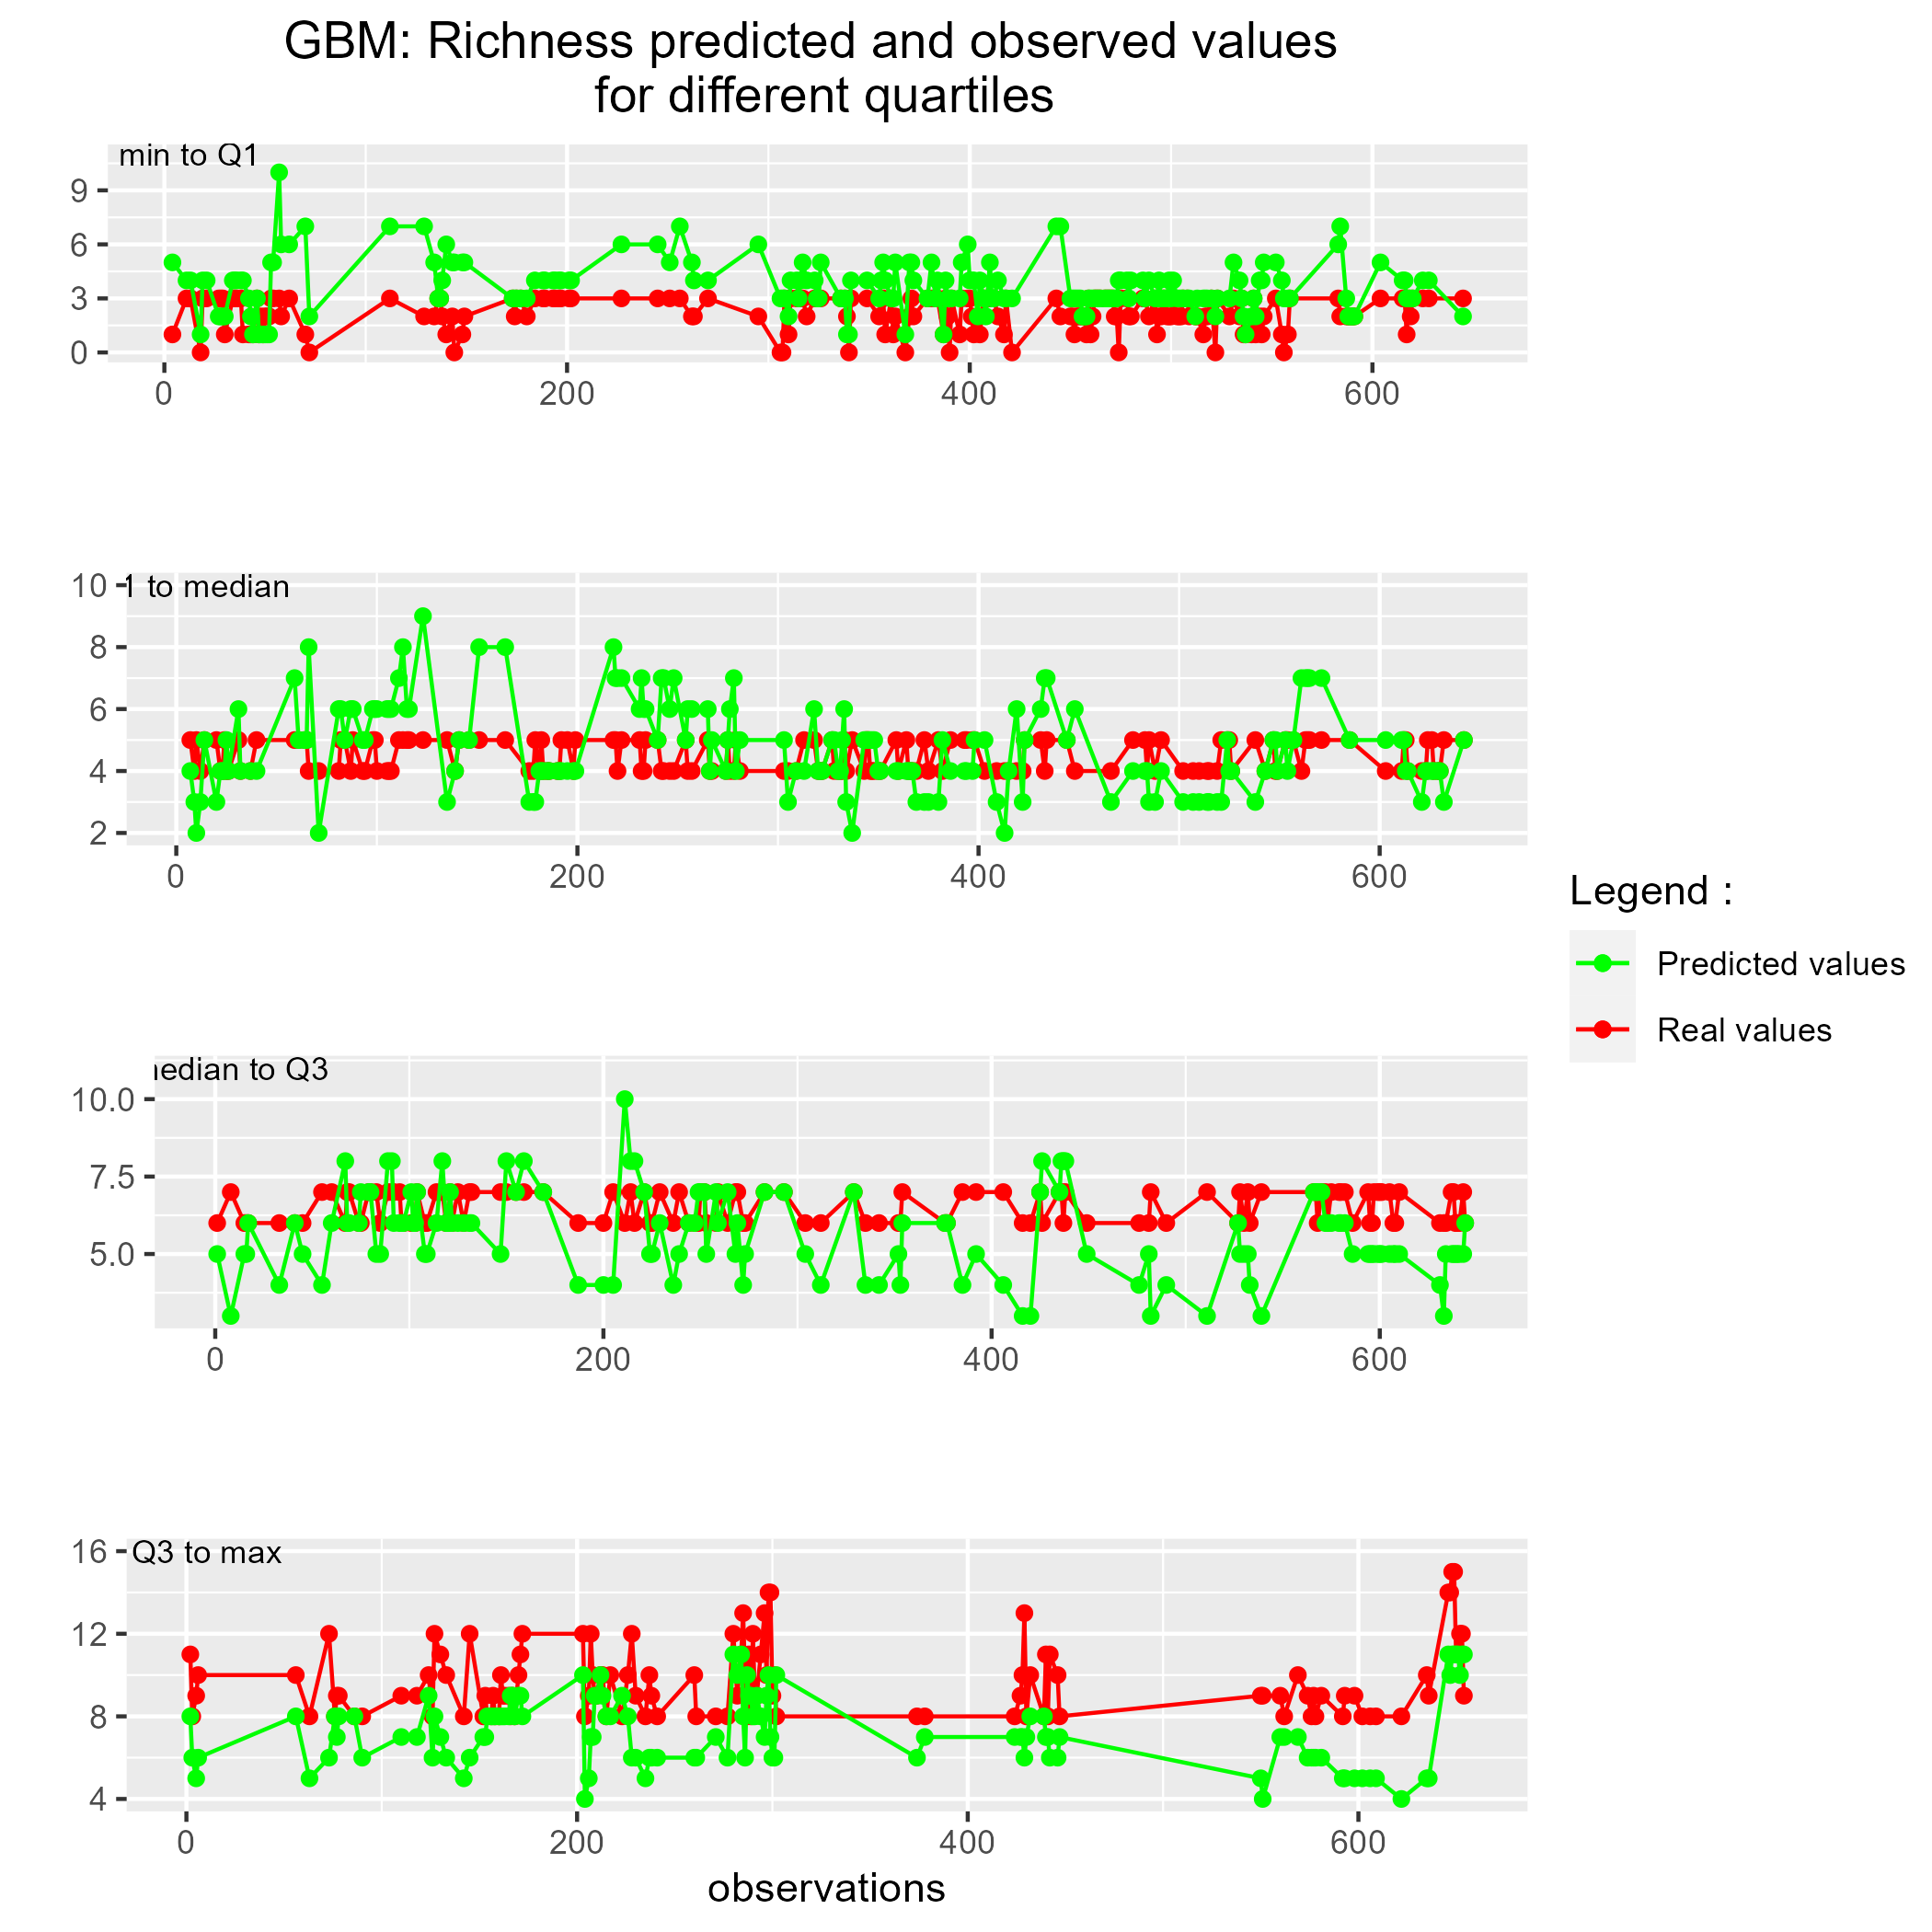 GBM: Richness predicted and observed values
for different quartiles
min to Q1
9
6
3
0
0 200 400 600
1 to median
10
8
6
4
2
0 200 400 600
Legend :
Predicted values
Real values
edian to Q3
10.0
7.5
5.0
0 200 400 600
Q3 to max
16
12
8
4
0 200 400 600
observations